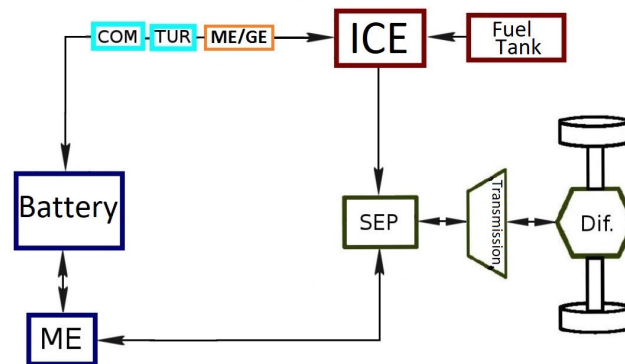 COM TUR ME/GE ICE Fuel
Tank
Battery
SEP
Transmission
Dif.
ME